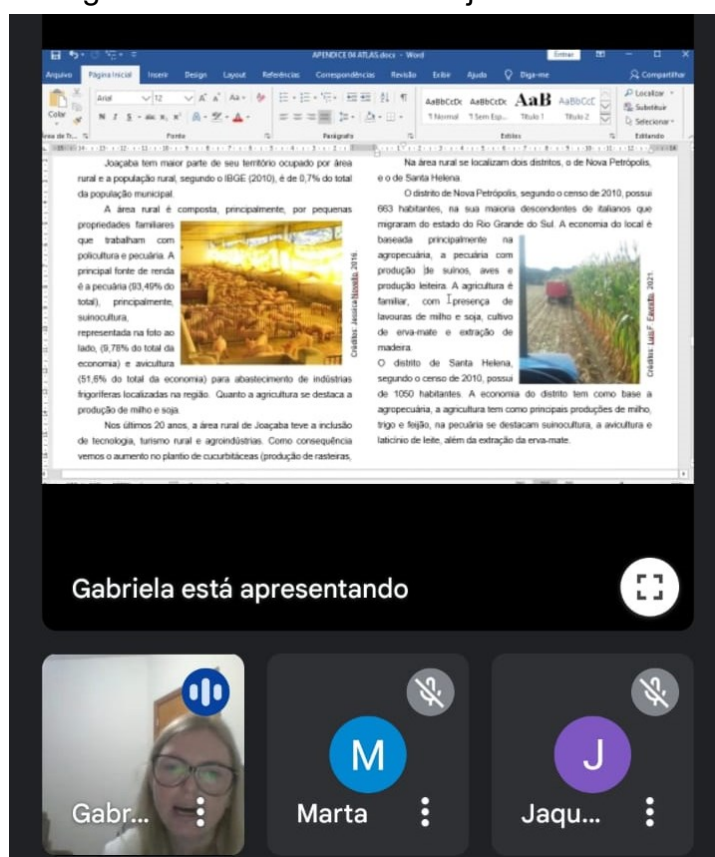 APENDICE 04 ATLAS.docx - Word
Entrar
Arquivo Página Inicial Inserir Design Layout Referências Correspondências Revisão Exibir Ajuda Diga-me Compartilhar
Colar
Arial 12
AaBbCcDc AaBbCcDc AaB AaBbCcC
¶ Normal ¶ Sem Esp... Título 1 Título 2
Localizar
Substituir
Selecionar
Fonte Parágrafo Estilos Editando
Joaçaba tem maior parte de seu território ocupado por área
rural e a população rural, segundo o IBGE (2010), é de 0,7% do total
da população municipal.
A área rural é composta, principalmente, por pequenas
propriedades familiares
que trabalham com
policultura e pecuária. A
principal fonte de renda
é a pecuária (93,49% do
total), principalmente,
suinocultura,
representada na foto ao
lado, (9,78% do total da
economia) e avicultura
(51,6% do total da economia) para abastecimento de indústrias
frigoríferas localizadas na região. Quanto a agricultura se destaca a
produção de milho e soja.
Nos últimos 20 anos, a área rural de Joaçaba teve a inclusão
de tecnologia, turismo rural e agroindústrias. Como consequência
vemos o aumento no plantio de cucurbitáceas (produção de rasteiras,
Créditos: Jessica Novello, 2016.
Na área rural se localizam dois distritos, o de Nova Petrópolis,
e o de Santa Helena.
O distrito de Nova Petrópolis, segundo o censo de 2010, possui
663 habitantes, na sua maioria descendentes de italianos que
migraram do estado do Rio Grande do Sul. A economia do local é
baseada principalmente na
agropecuária, a pecuária com
produção de suínos, aves e
produção leiteira. A agricultura é
familiar, com presença de
lavouras de milho e soja, cultivo
de erva-mate e extração de
madeira.
O distrito de Santa Helena,
segundo o censo de 2010, possui
de 1050 habitantes. A economia do distrito tem como base a
agropecuária, a agricultura tem como principais produções de milho,
trigo e feijão, na pecuária se destacam suinocultura, a avicultura e
laticínio de leite, além da extração da erva-mate.
Créditos: Luis F.
2021.
Gabriela está apresentando
Gabr...
M
Marta
J
Jaqu...